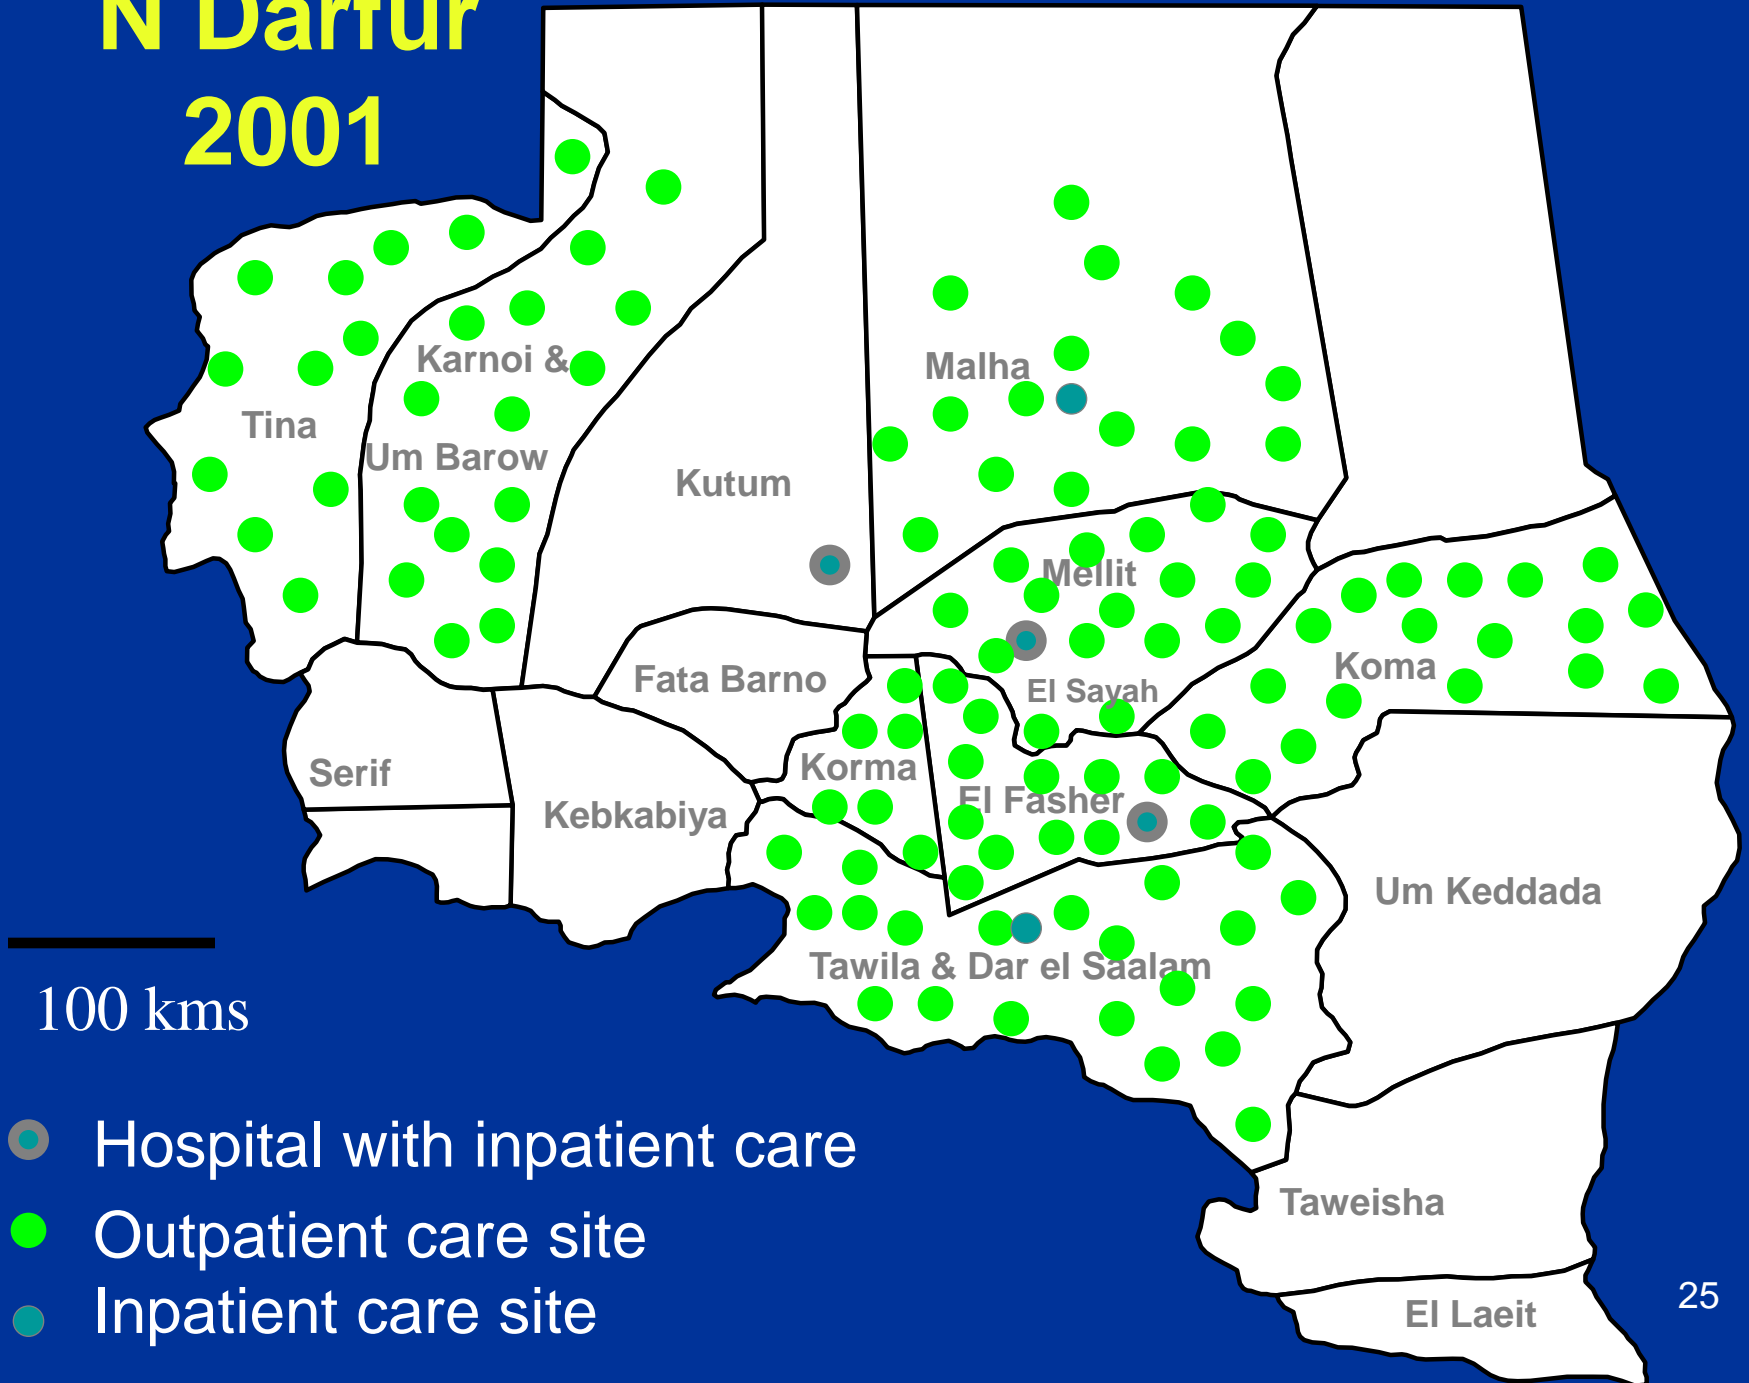 N Darfur
2001
Karnoi &
Malha
Tina
Um Barow
Kutum
Mellit
Koma
Fata Barno
El Sayah
Korma
Serif
El Fasher
Kebkabiya
Um Keddada
Tawila & Dar el Saalam
100 kms
Hospital with inpatient care
Taweisha
Outpatient care site
Inpatient care site
25
El Laeit